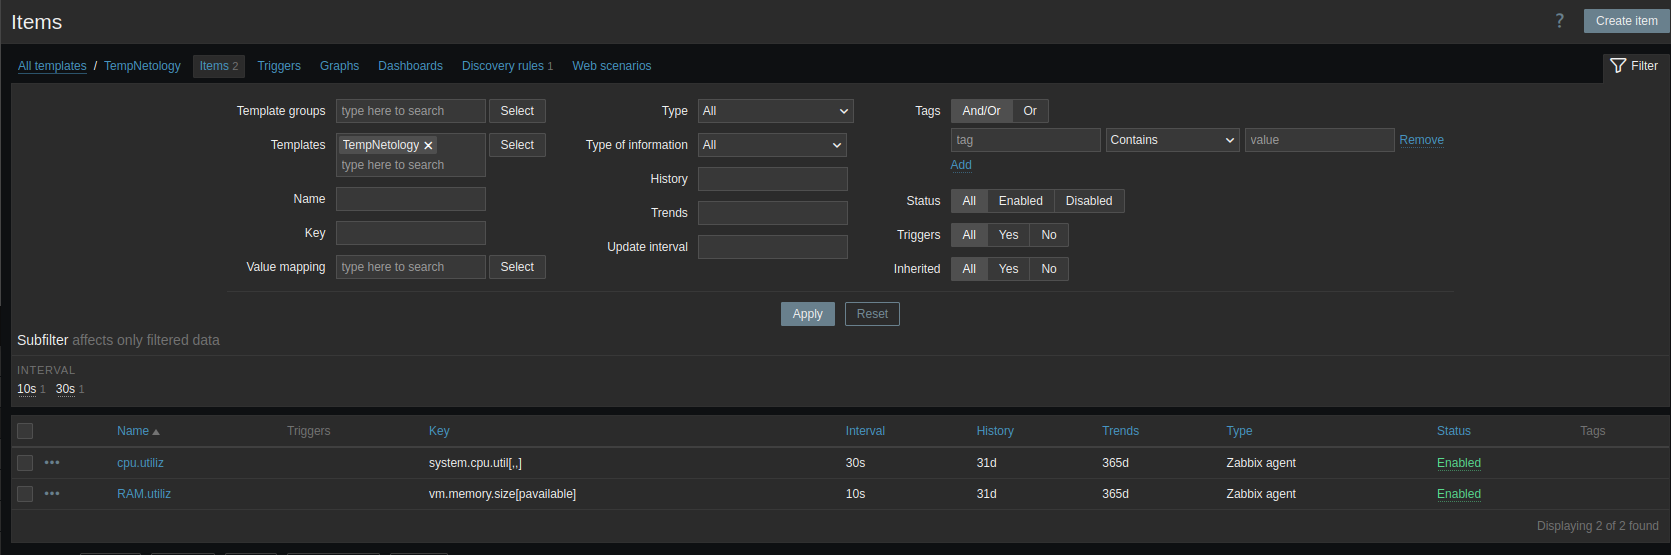 Items
? Create item
All templates / TempNetology Items 2 Triggers Graphs Dashboards Discovery rules 1 Web scenarios Filter
Template groups type here to search Select
Templates TempNetology Select
type here to search
Name
Key
Value mapping type here to search Select
Type All
Type of information All
History
Trends
Update interval
Tags And/Or Or
tag Contains value Remove
Add
Status All Enabled Disabled
Triggers All Yes No
Inherited All Yes No
Apply Reset
Subfilter affects only filtered data
INTERVAL
10s 1 30s 1
Name Triggers Key Interval History Trends Type Status Tags
cpu.utiliz system.cpu.util[,,] 30s 31d 365d Zabbix agent Enabled
RAM.utiliz vm.memory.size[pavailable] 10s 31d 365d Zabbix agent Enabled
Displaying 2 of 2 found